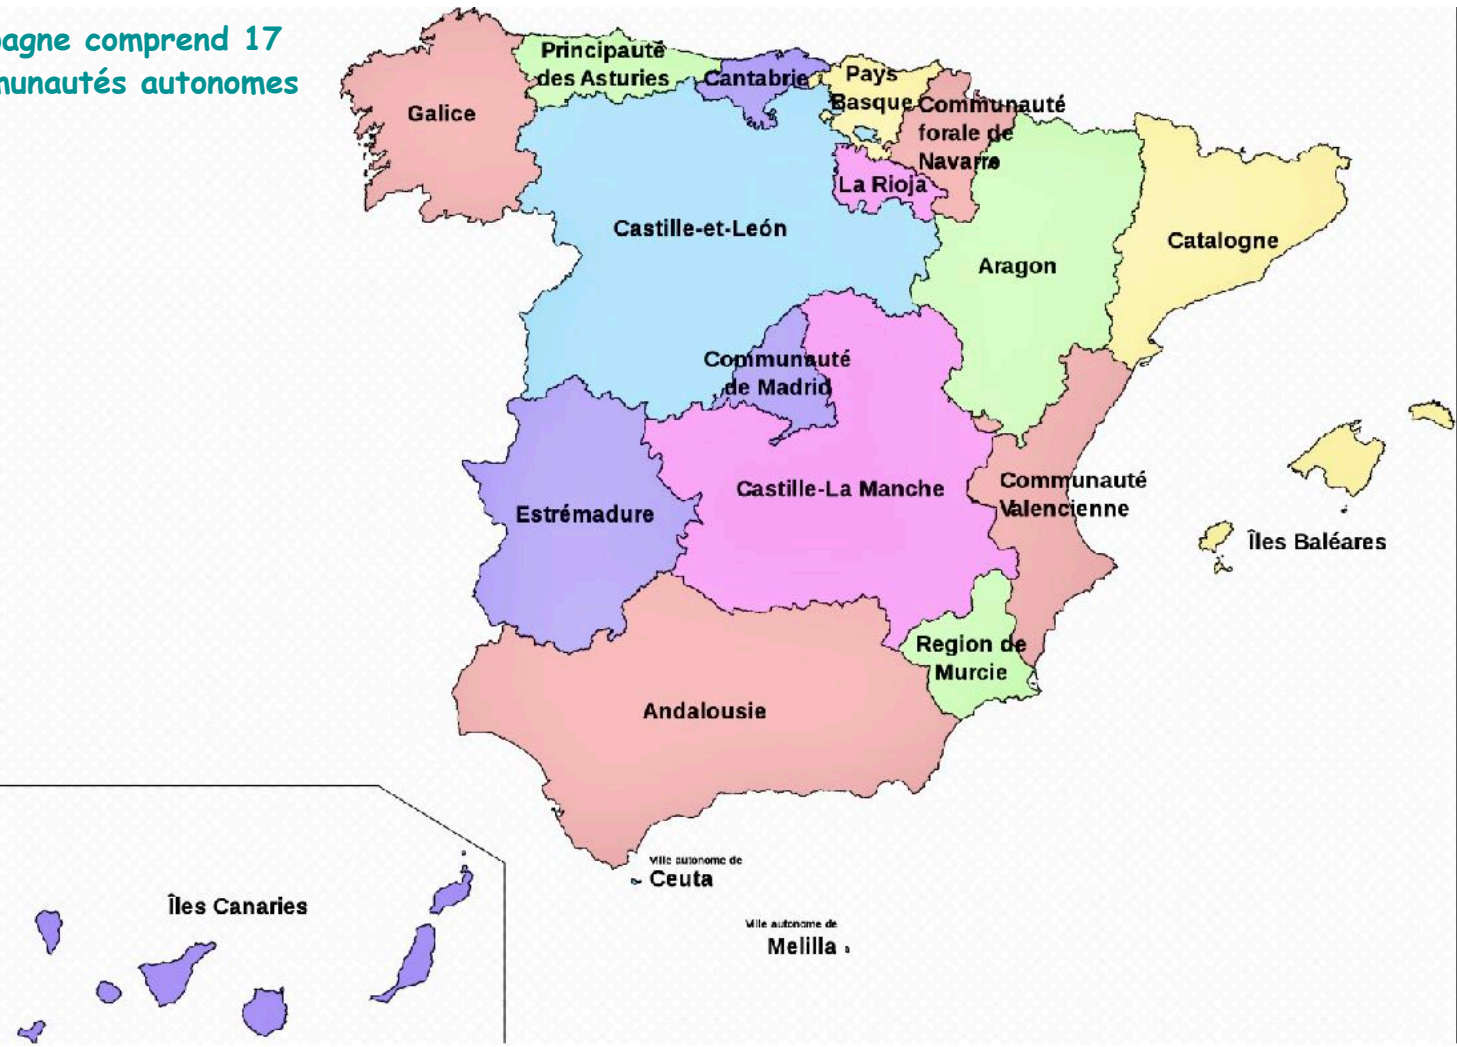 pagne comprend 17
munautés autonomes
Galice
Principauté
des Asturies
Cantabrie
Pays
Basque
Communauté
forale de
Navarre
La Rioja
Castille-et-León
Aragon
Catalogne
Communauté
de Madrid
Castille-La Manche
Estrémadure
Communauté
Valencienne
Îles Baléares
Region de
Murcie
Andalousie
Ville autonome de
Ceuta
Ville autonome de
Melilla
Îles Canaries